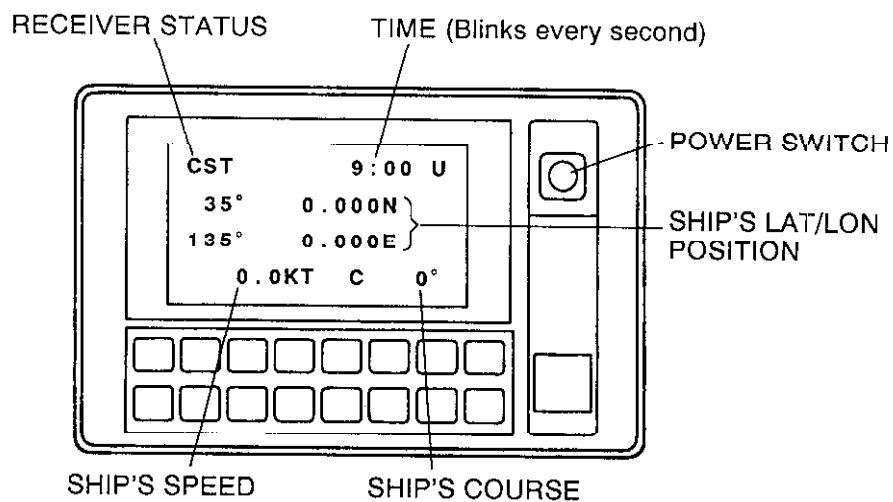 RECEIVER STATUS
TIME (Blinks every second)
CST 9:00 U
POWER SWITCH
35° 0.000N
SHIP'S LAT/LON
POSITION
135° 0.000E
0.0KT C 0°
SHIP'S SPEED
SHIP'S COURSE